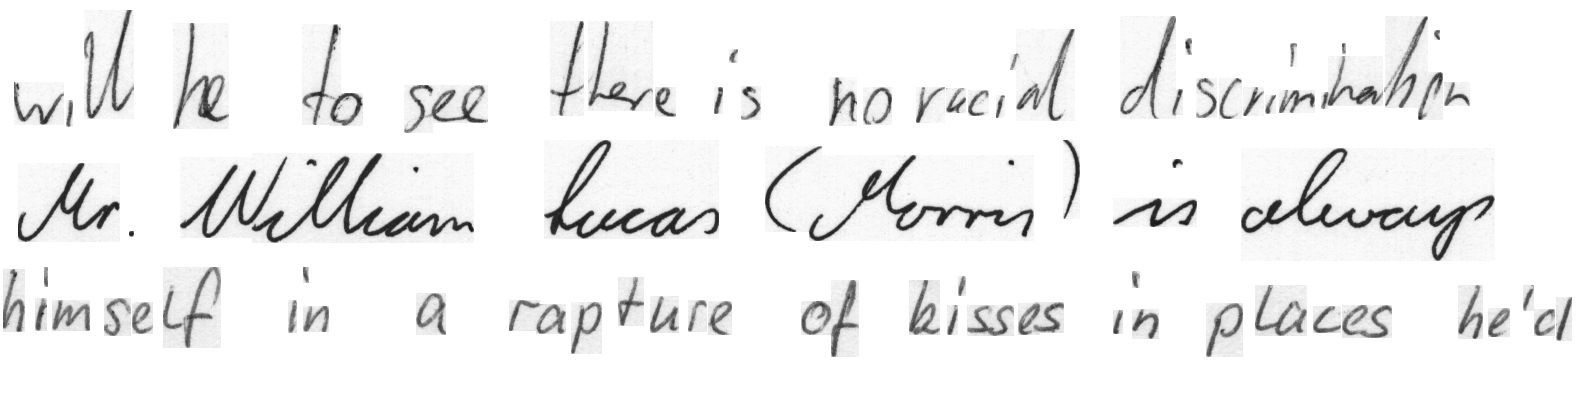 will he to see there is no racial discrimination
Mr. William Lucas (Morris) is always
himself in a rapture of kisses in places he'd